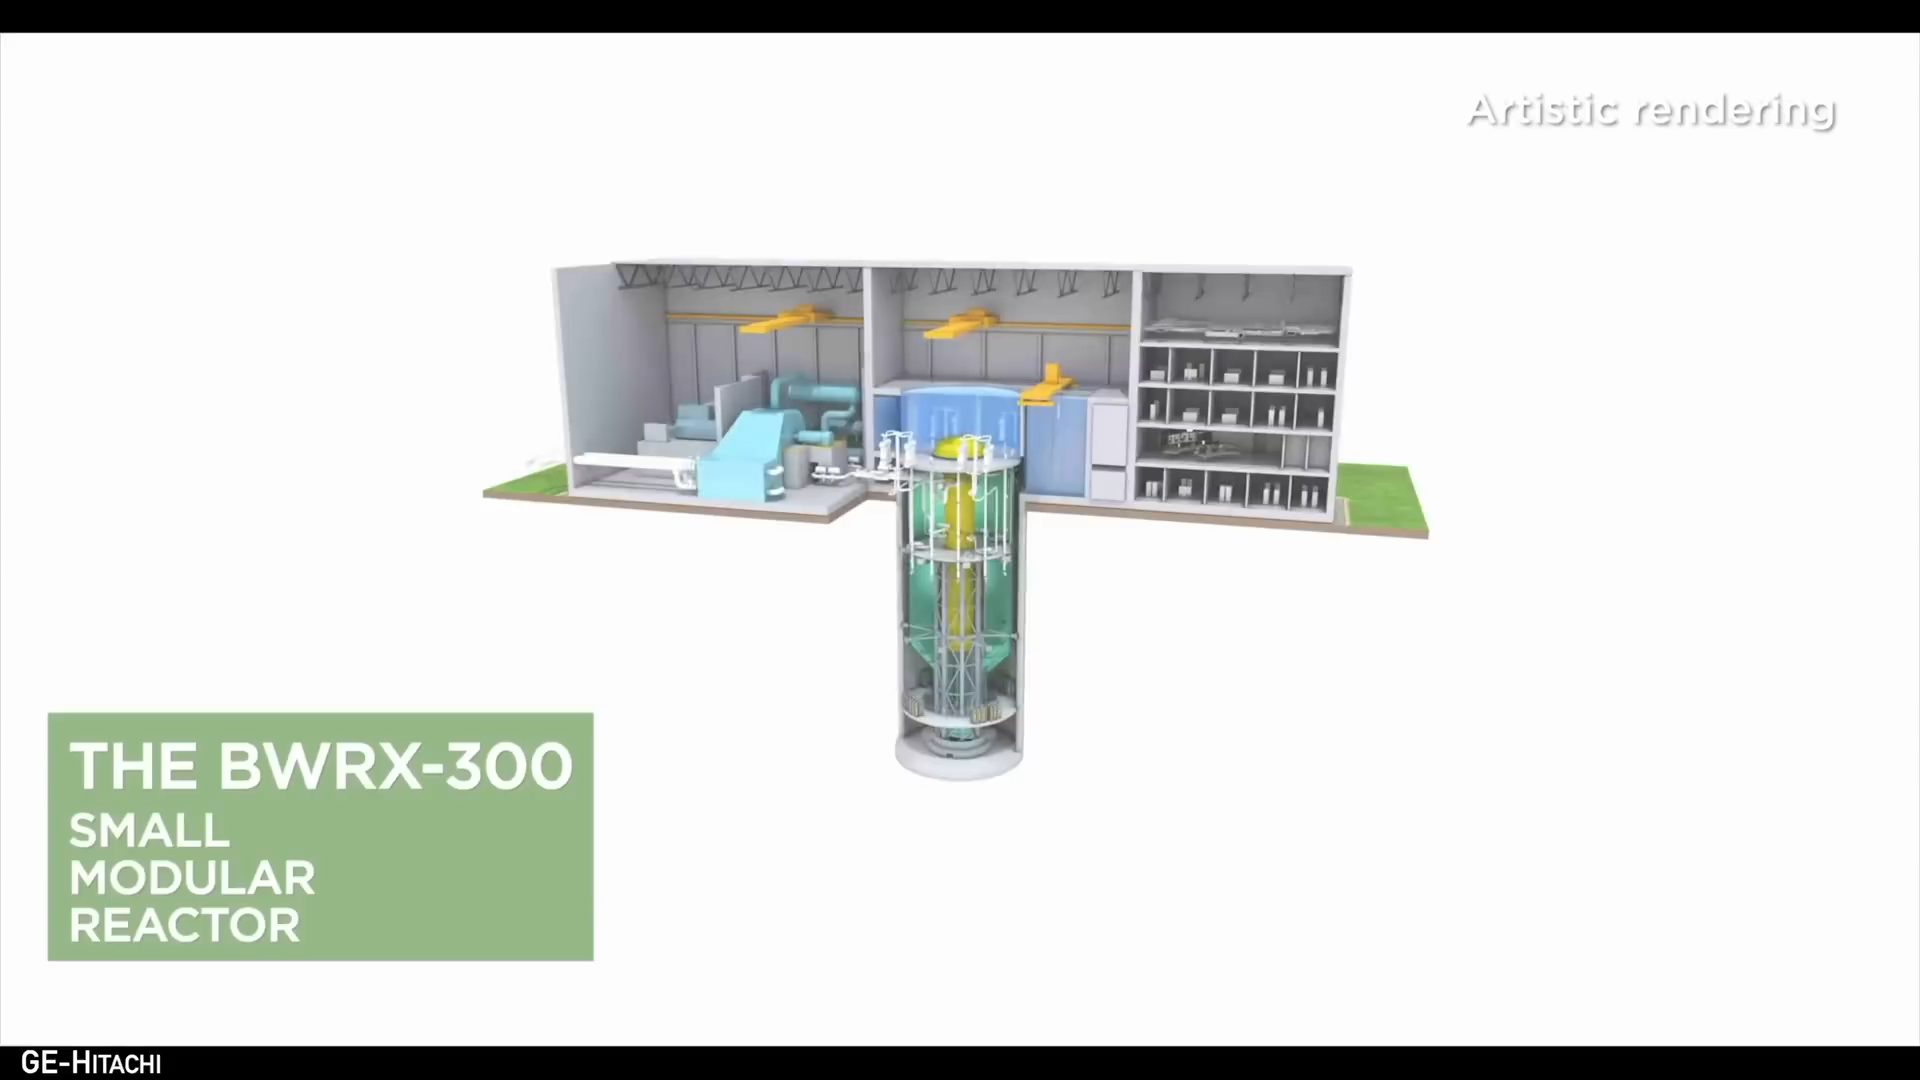 Artistic rendering
THE BWRX-300
SMALL
MODULAR
REACTOR
GE-HITACHI